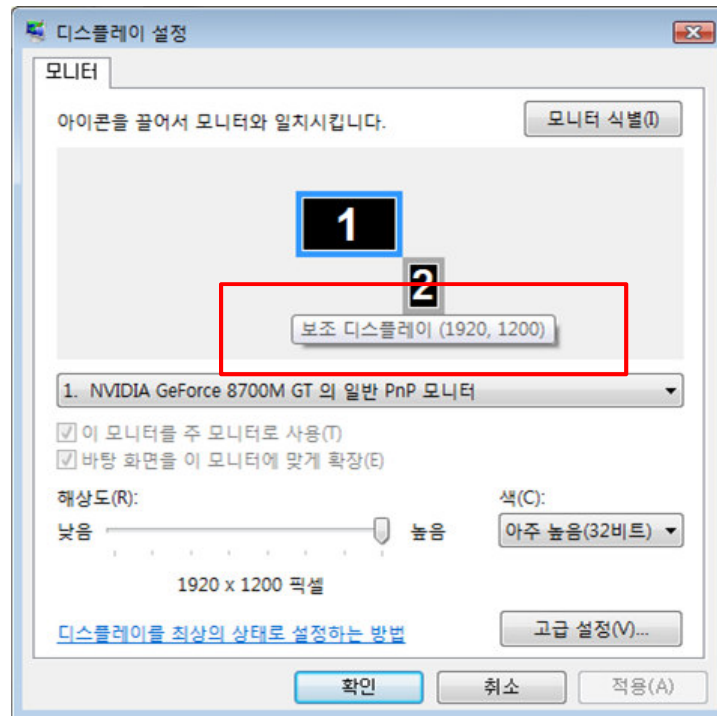 디스플레이 설정
모니터
아이콘을 끌어서 모니터와 일치시킵니다.
모니터 식별(I)
1
2
보조 디스플레이 (1920, 1200)
1. NVIDIA GeForce 8700M GT 의 일반 PnP 모니터
이 모니터를 주 모니터로 사용(T)
바탕 화면을 이 모니터에 맞게 확장(E)
해상도(R):
색(C):
낮음
높음
아주 높음(32비트)
1920 x 1200 픽셀
디스플레이를 최상의 상태로 설정하는 방법
고급 설정(V)...
확인
취소
적용(A)